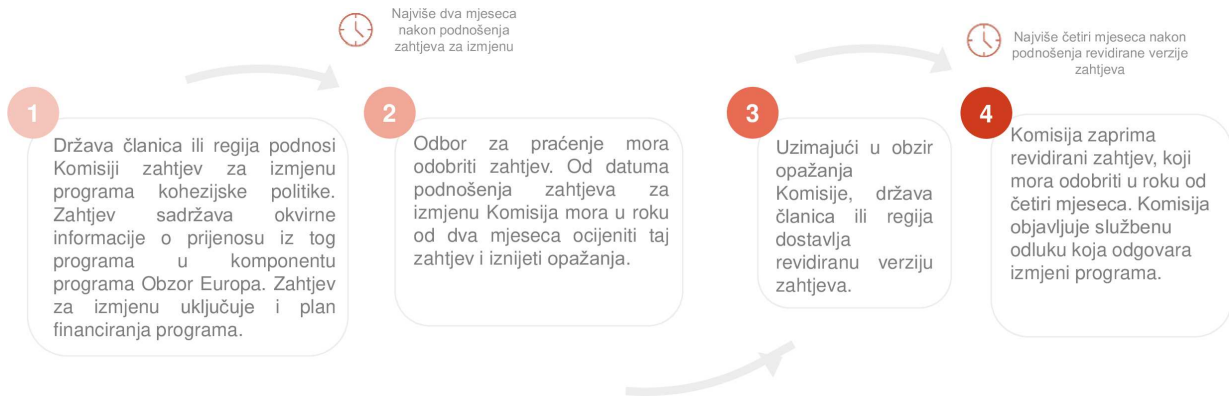 Najviše dva mjeseca
nakon podnošenja
zahtjeva za izmjenu
Najviše četiri mjeseca nakon
podnošenja revidirane verzije
zahtjeva
1
Država članica ili regija podnosi
Komisiji zahtjev za izmjenu
programa kohezijske politike.
Zahtjev sadržava okvirne
informacije o prijenosu iz tog
programa u komponentu
programa Obzor Europa. Zahtjev
za izmjenu uključuje i plan
financiranja programa.
2
Odbor za praćenje mora
odobriti zahtjev. Od datuma
podnošenja zahtjeva za
izmjenu Komisija mora u roku
od dva mjeseca ocijeniti taj
zahtjev i iznijeti opažanja.
3
Uzimajući u obzir
opažanja
Komisije, država
članica ili regija
dostavlja
revidiranu verziju
zahtjeva.
4
Komisija zaprima
revidirani zahtjev, koji
mora odobriti u roku od
četiri mjeseca. Komisija
objavljuje službenu
odluku koja odgovara
izmjeni programa.